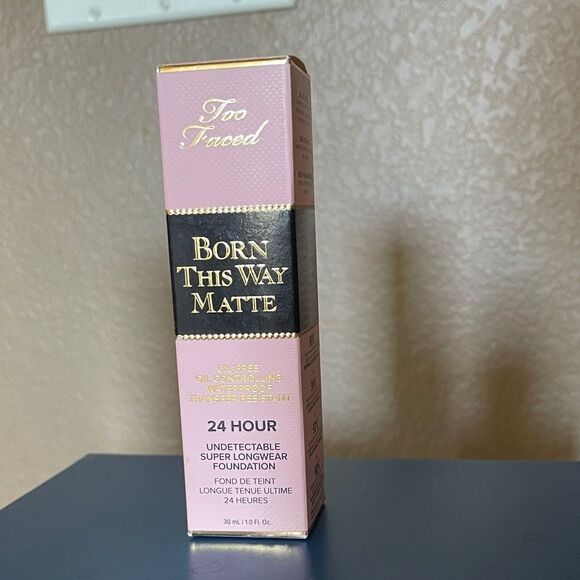 Too
Faced
BORN
THIS WAY
MATTE
OIL FREE
OIL CONTROLLING
WATERPROOF
TRANSFER RESISTANT
24 HOUR
UNDETECTABLE
SUPER LONGWEAR
FOUNDATION
FOND DE TEINT
LONGUE TENUE ULTIME
24 HEURES
30 mL / 1.0 Fl. Oz.